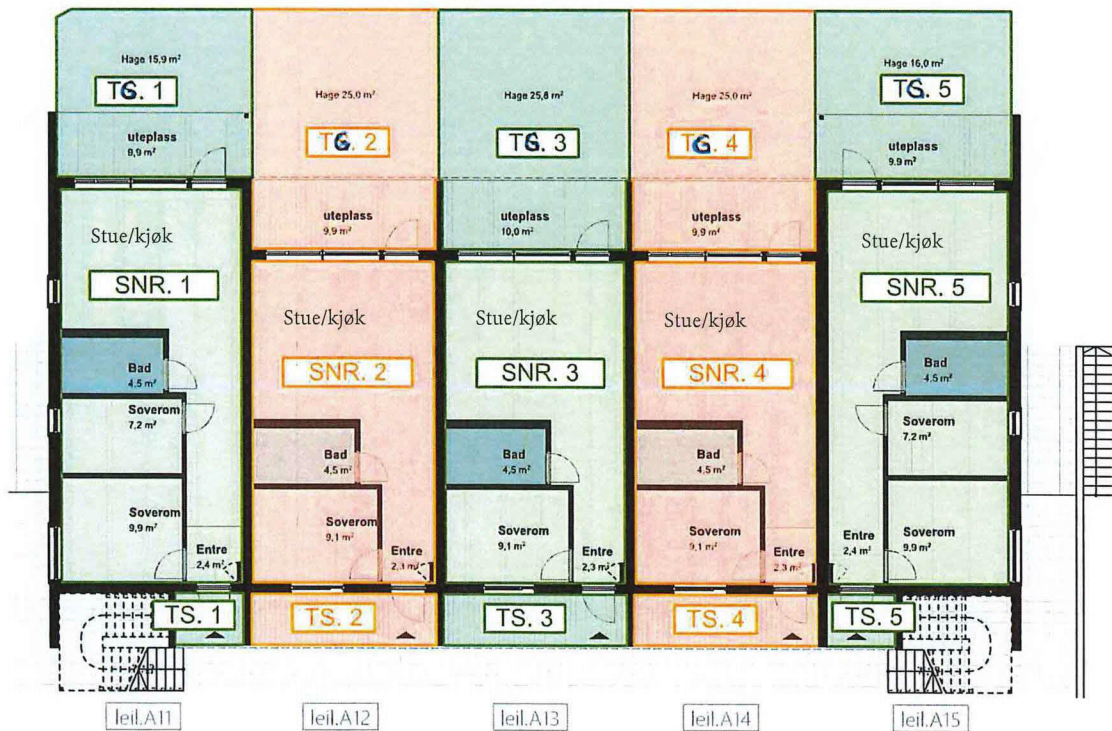 Hage 15,9 m²
TG. 1
uteplass
9,9 m²
Stue/kjøk
SNR. 1
Bad
4,5 m²
Soverom
7,2 m²
Soverom
9,9 m²
Entre
2,4 m²
TS. 1
leil.A11
Hage 25,0 m²
TG. 2
uteplass
9,9 m²
Stue/kjøk
SNR. 2
Bad
4,5 m²
Soverom
9,1 m²
Entre
2,3 m²
TS. 2
leil.A12
Hage 25,8 m²
TG. 3
uteplass
10,0 m²
Stue/kjøk
SNR. 3
Bad
4,5 m²
Soverom
9,1 m²
Entre
2,3 m²
TS. 3
leil.A13
Hage 25,0 m²
TG. 4
uteplass
9,9 m²
Stue/kjøk
SNR. 4
Bad
4,5 m²
Soverom
9,1 m²
Entre
2,3 m²
TS. 4
leil.A14
Hage 16,0 m²
TG. 5
uteplass
9.9 m²
Stue/kjøk
SNR. 5
Bad
4,5 m²
Soverom
7,2 m²
Soverom
9,9 m²
Entre
2,4 m²
TS. 5
leil.A15